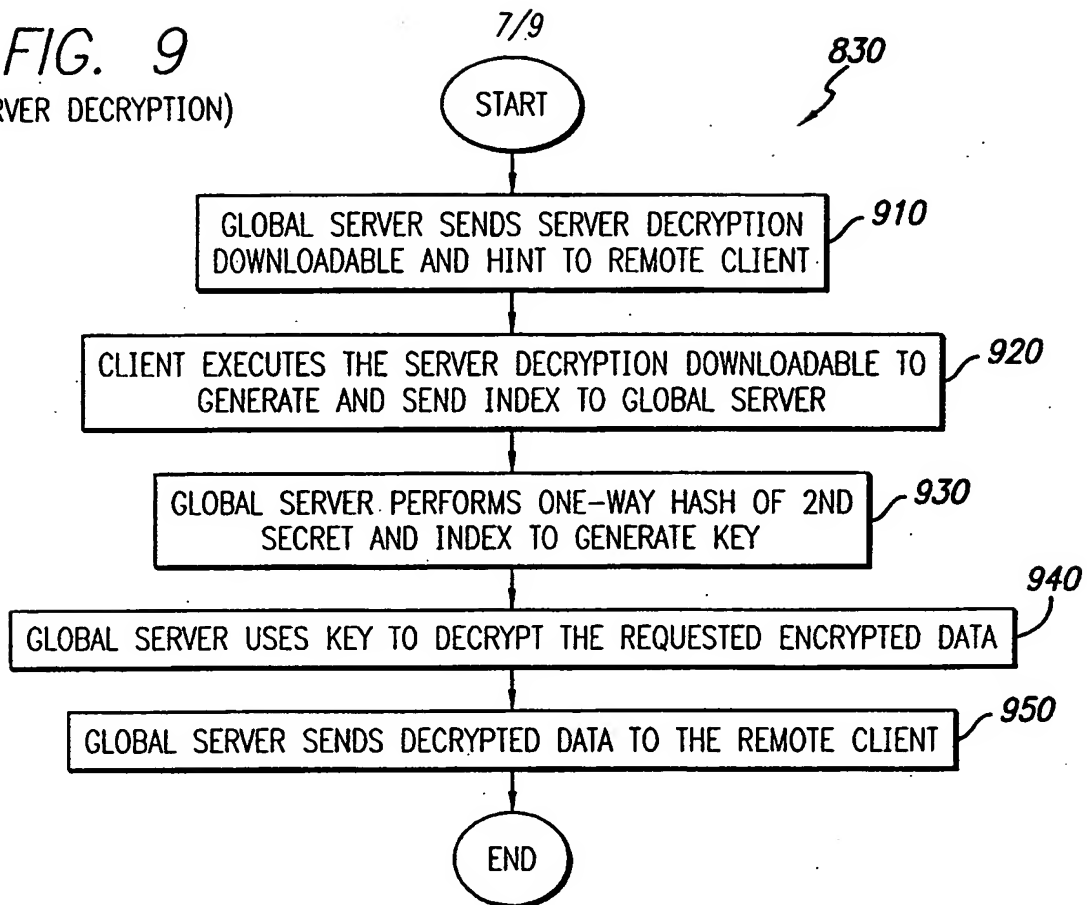 FIG. 9
RVER DECRYPTION)
7/9
START
830
GLOBAL SERVER SENDS SERVER DECRYPTION
DOWNLOADABLE AND HINT TO REMOTE CLIENT
910
CLIENT EXECUTES THE SERVER DECRYPTION DOWNLOADABLE TO
GENERATE AND SEND INDEX TO GLOBAL SERVER
920
GLOBAL SERVER PERFORMS ONE-WAY HASH OF 2ND
SECRET AND INDEX TO GENERATE KEY
930
GLOBAL SERVER USES KEY TO DECRYPT THE REQUESTED ENCRYPTED DATA
940
GLOBAL SERVER SENDS DECRYPTED DATA TO THE REMOTE CLIENT
950
END